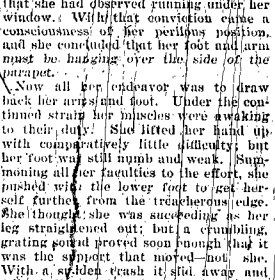 that she had observed running under her
window. With that conviction came a
consciousness of her perilous position,
and she concluded that her foot and arm
must be hanging over the side of the
parapet.
Now all her endeavor was to draw
back her arms and foot. Under the con-
tinued strain her muscles were awaking
to their duty. She lifted her hand up
with comparatively little difficulty, but
her foot was still numb and weak. Sum-
moning all her faculties to the effort, she
pushed with the lower foot to get her-
self further from the treacherous edge.
She thought she was succeeding as her
leg straightened out; but a crumbling,
grating sound proved soon enough that it
was the support that moved—not she.
With a sudden crash it slid away and